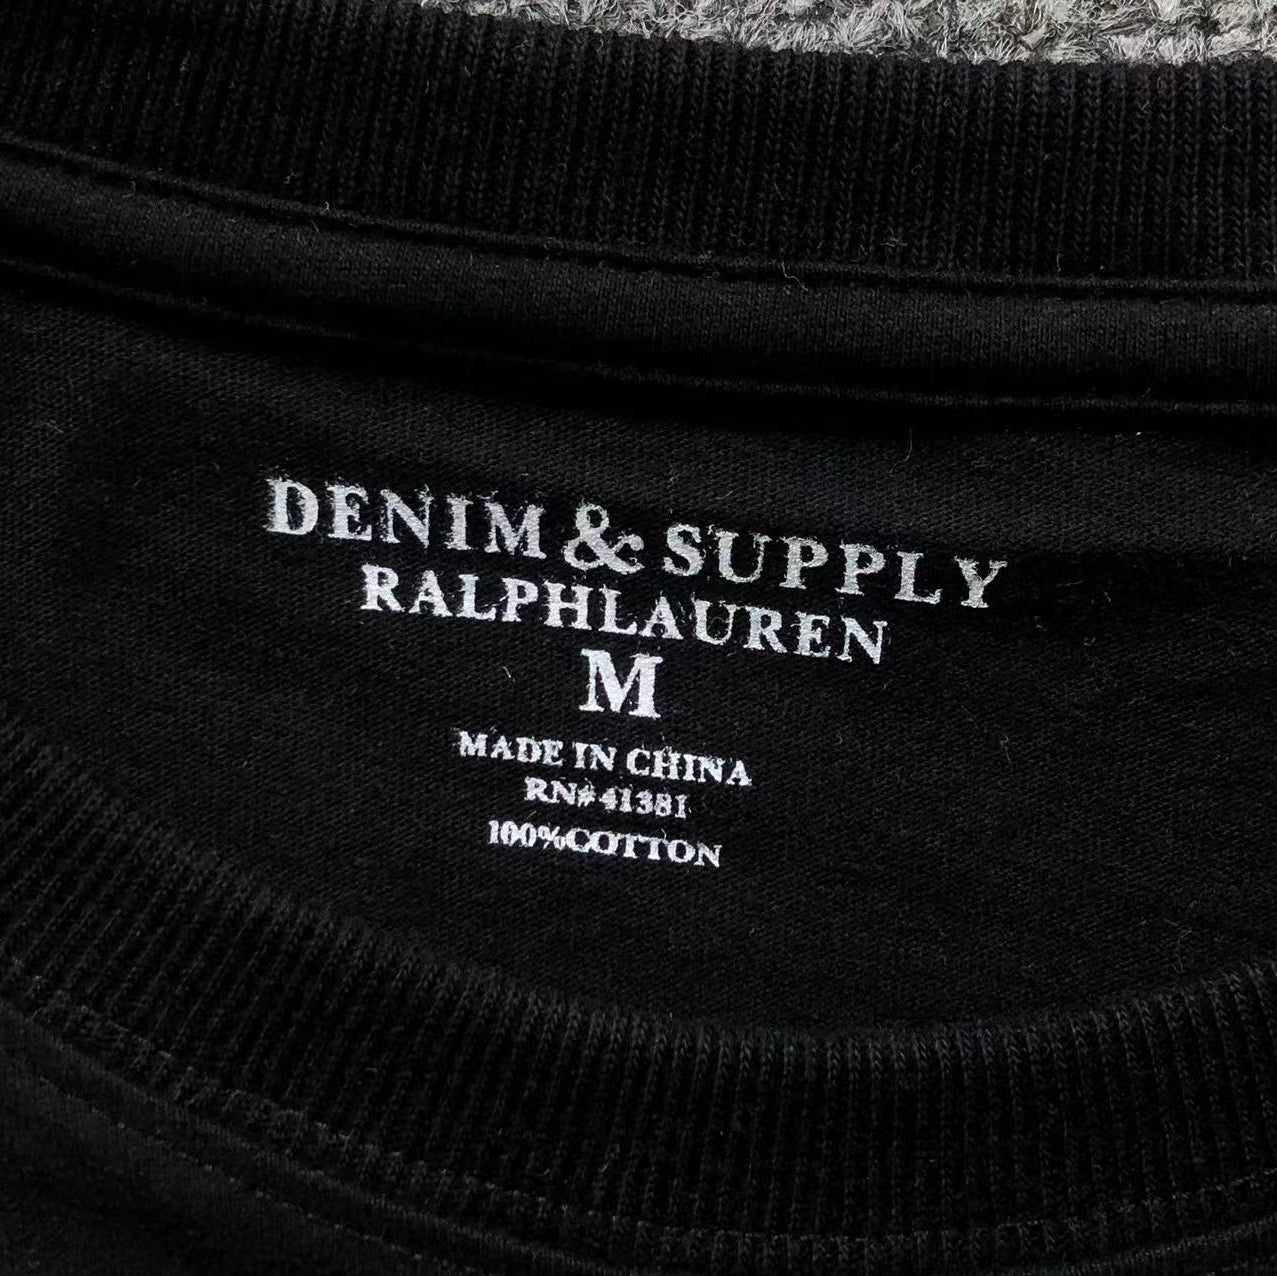 DENIM & SUPPLY
RALPHLAUREN
M
MADE IN CHINA
RN#41381
100%COTTON